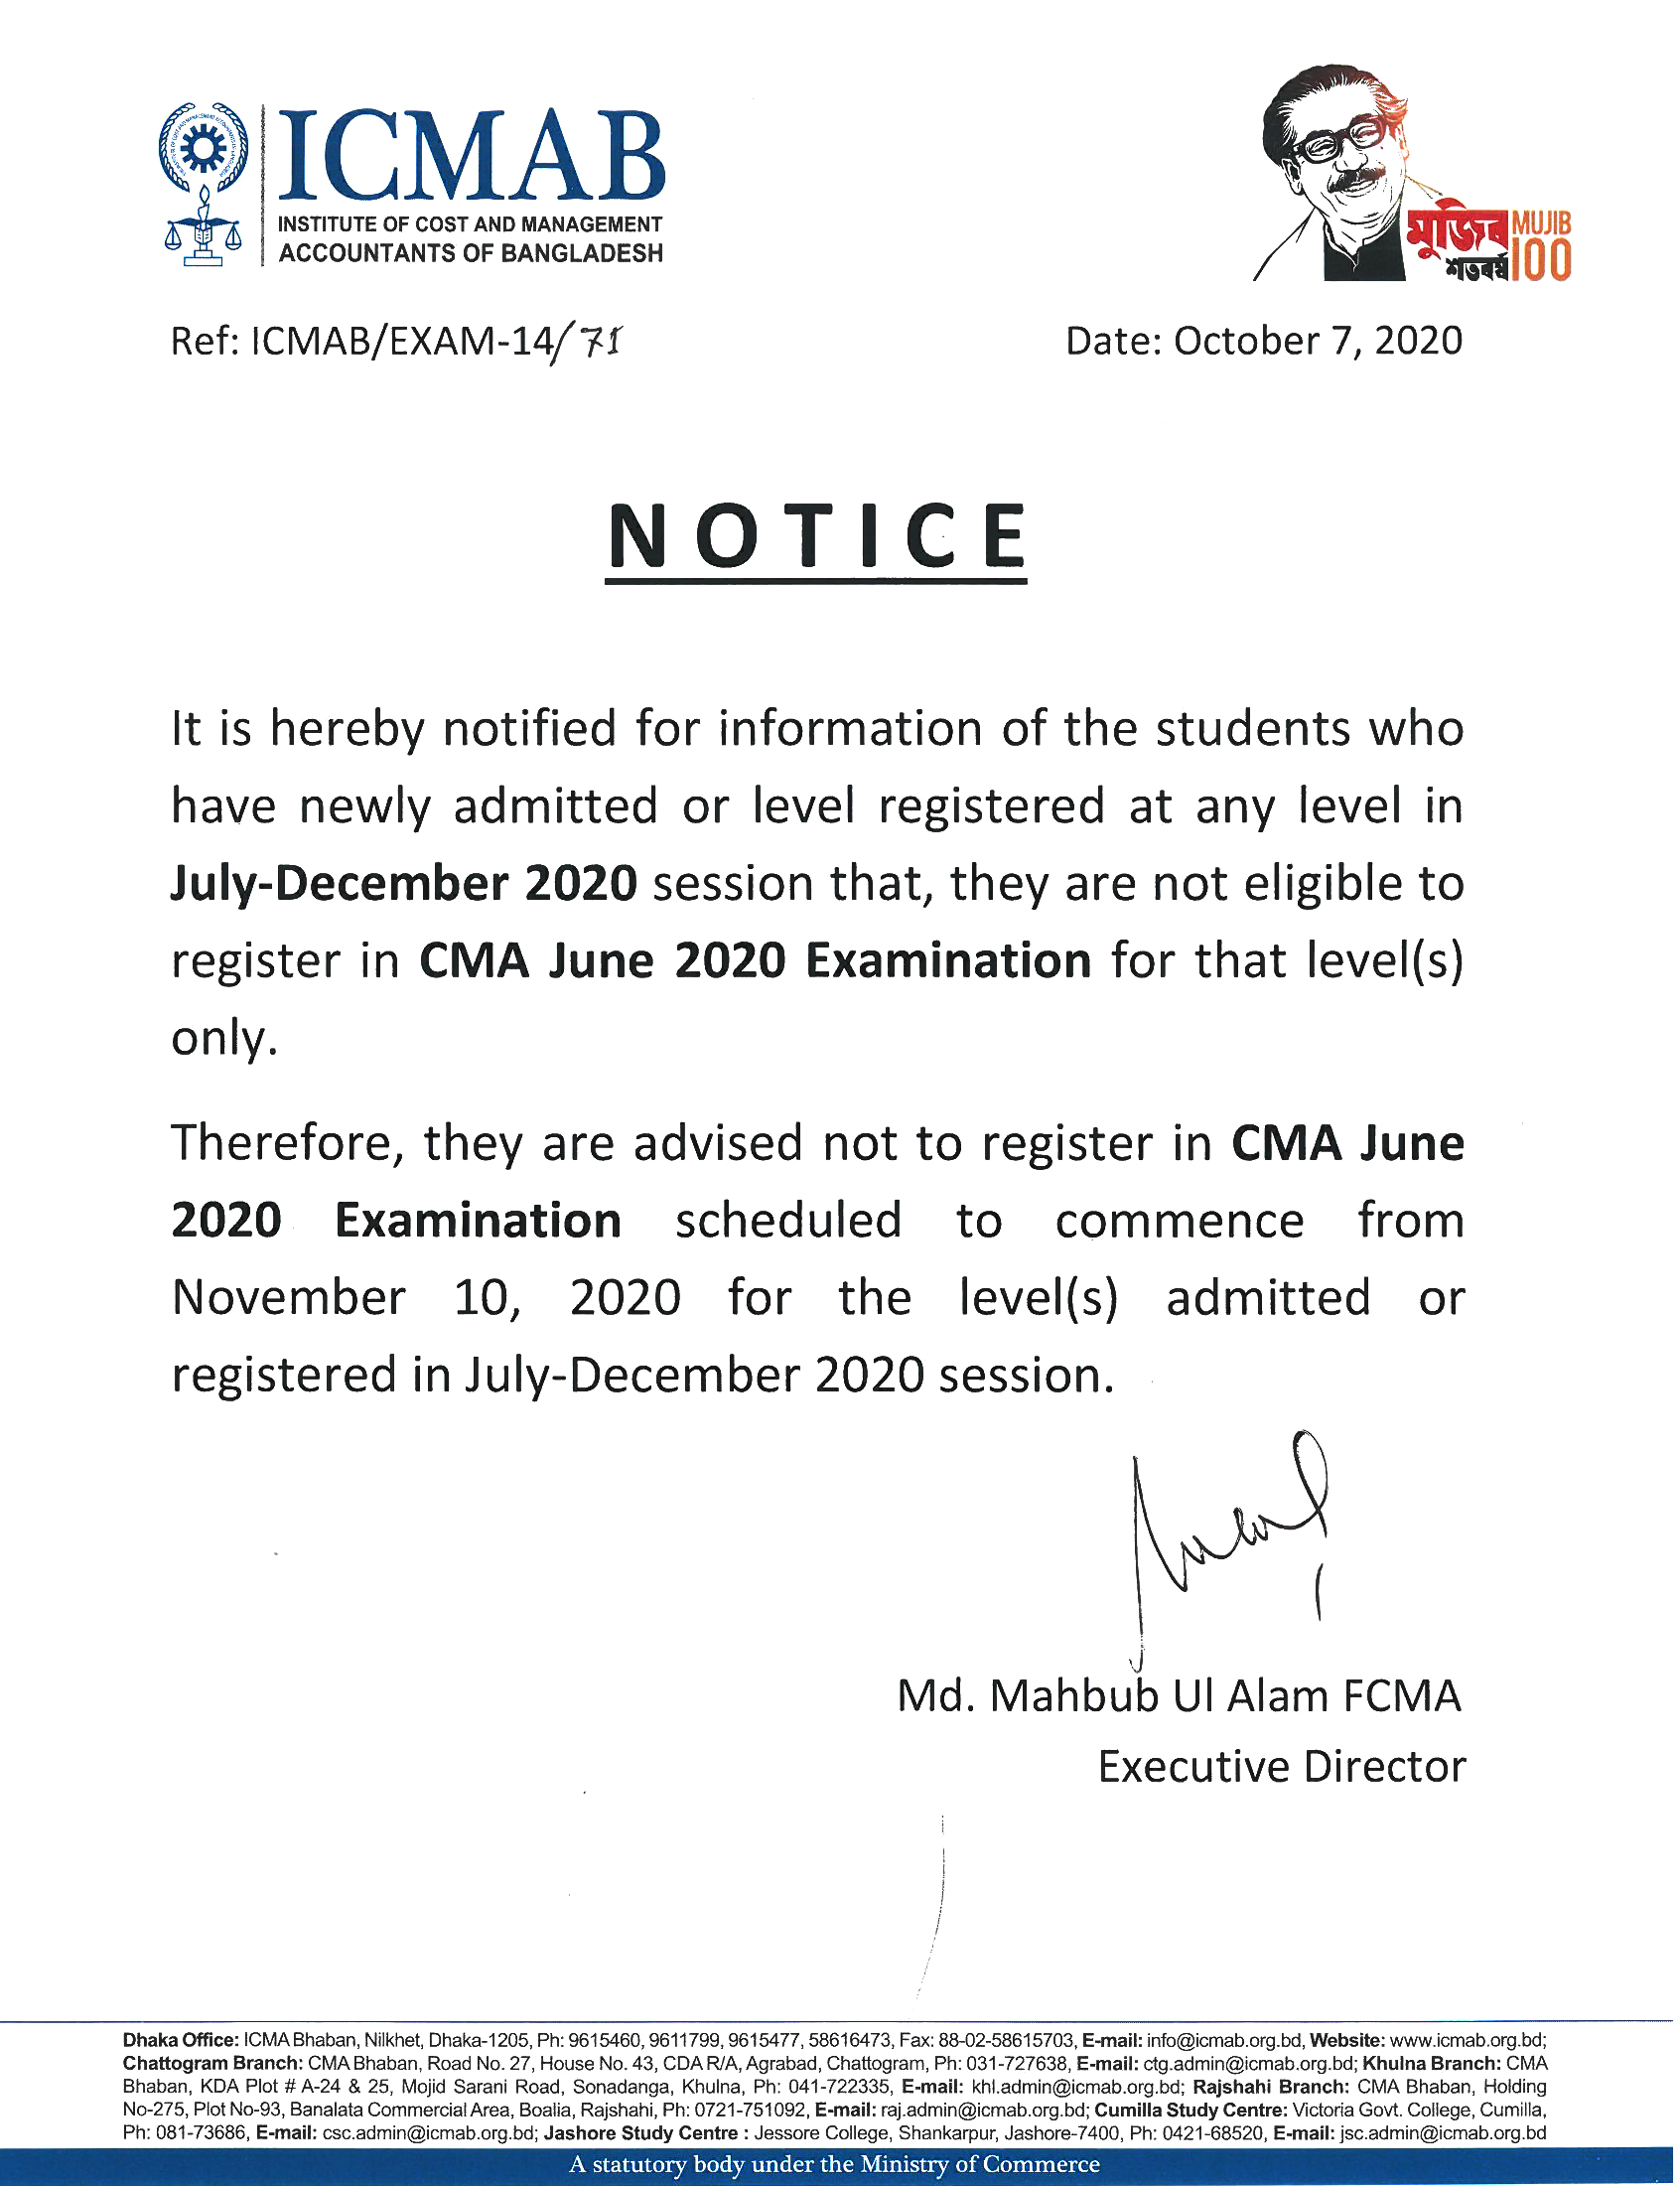 ICMAB
INSTITUTE OF COST AND MANAGEMENT
ACCOUNTANTS OF BANGLADESH
মুজিব MUJIB
শতবর্ষ 100
Ref: ICMAB/EXAM-14/71
Date: October 7, 2020
NOTICE
It is hereby notified for information of the students who
have newly admitted or level registered at any level in
July-December 2020 session that, they are not eligible to
register in CMA June 2020 Examination for that level(s)
only.
Therefore, they are advised not to register in CMA June
2020 Examination scheduled to commence from
November 10, 2020 for the level(s) admitted or
registered in July-December 2020 session.
Md. Mahbub Ul Alam FCMA
Executive Director
Dhaka Office: ICMA Bhaban, Nilkhet, Dhaka-1205, Ph: 9615460, 9611799, 9615477, 58616473, Fax: 88-02-58615703, E-mail: info@icmab.org.bd, Website: www.icmab.org.bd;
Chattogram Branch: CMA Bhaban, Road No. 27, House No. 43, CDA R/A, Agrabad, Chattogram, Ph: 031-727638, E-mail: ctg.admin@icmab.org.bd; Khulna Branch: CMA
Bhaban, KDA Plot # A-24 & 25, Mojid Sarani Road, Sonadanga, Khulna, Ph: 041-722335, E-mail: khl.admin@icmab.org.bd; Rajshahi Branch: CMA Bhaban, Holding
No-275, Plot No-93, Banalata Commercial Area, Boalia, Rajshahi, Ph: 0721-751092, E-mail: raj.admin@icmab.org.bd; Cumilla Study Centre: Victoria Govt. College, Cumilla,
Ph: 081-73686, E-mail: csc.admin@icmab.org.bd; Jashore Study Centre : Jessore College, Shankarpur, Jashore-7400, Ph: 0421-68520, E-mail: jsc.admin@icmab.org.bd
A statutory body under the Ministry of Commerce